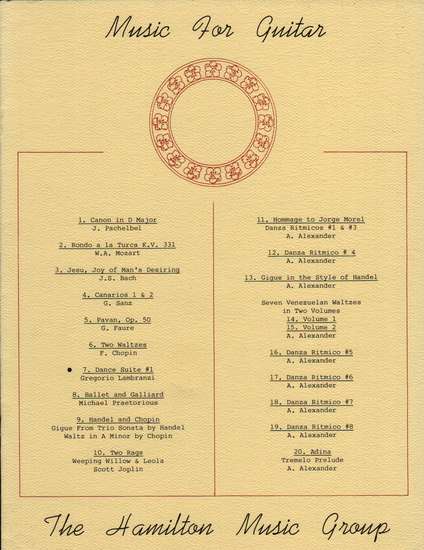 Music For Guitar
1. Canon in D Major
J. Pachelbel
2. Rondo a la Turca K.V. 331
W.A. Mozart
3. Jesu, Joy of Man's Desiring
J.S. Bach
4. Canarios 1 & 2
G. Sanz
5. Pavan, Op. 50
G. Faure
6. Two Waltzes
F. Chopin
• 7. Dance Suite #1
Gregorio Lambranzi
8. Ballet and Galliard
Michael Praetorious
9. Handel and Chopin
Gigue From Trio Sonata by Handel
Waltz in A Minor by Chopin
10. Two Rags
Weeping Willow & Leola
Scott Joplin
11. Hommage to Jorge Morel
Danza Ritmicos #1 & #3
A. Alexander
12. Danza Ritmico # 4
A. Alexander
13. Gigue in the Style of Handel
A. Alexander
Seven Venezuelan Waltzes
in Two Volumes
14. Volume 1
15. Volume 2
A. Alexander
16. Danza Ritmico #5
A. Alexander
17. Danza Ritmico #6
A. Alexander
18. Danza Ritmico #7
A. Alexander
19. Danza Ritmico #8
A. Alexander
20. Adina
Tremelo Prelude
A. Alexander
The Hamilton Music Group